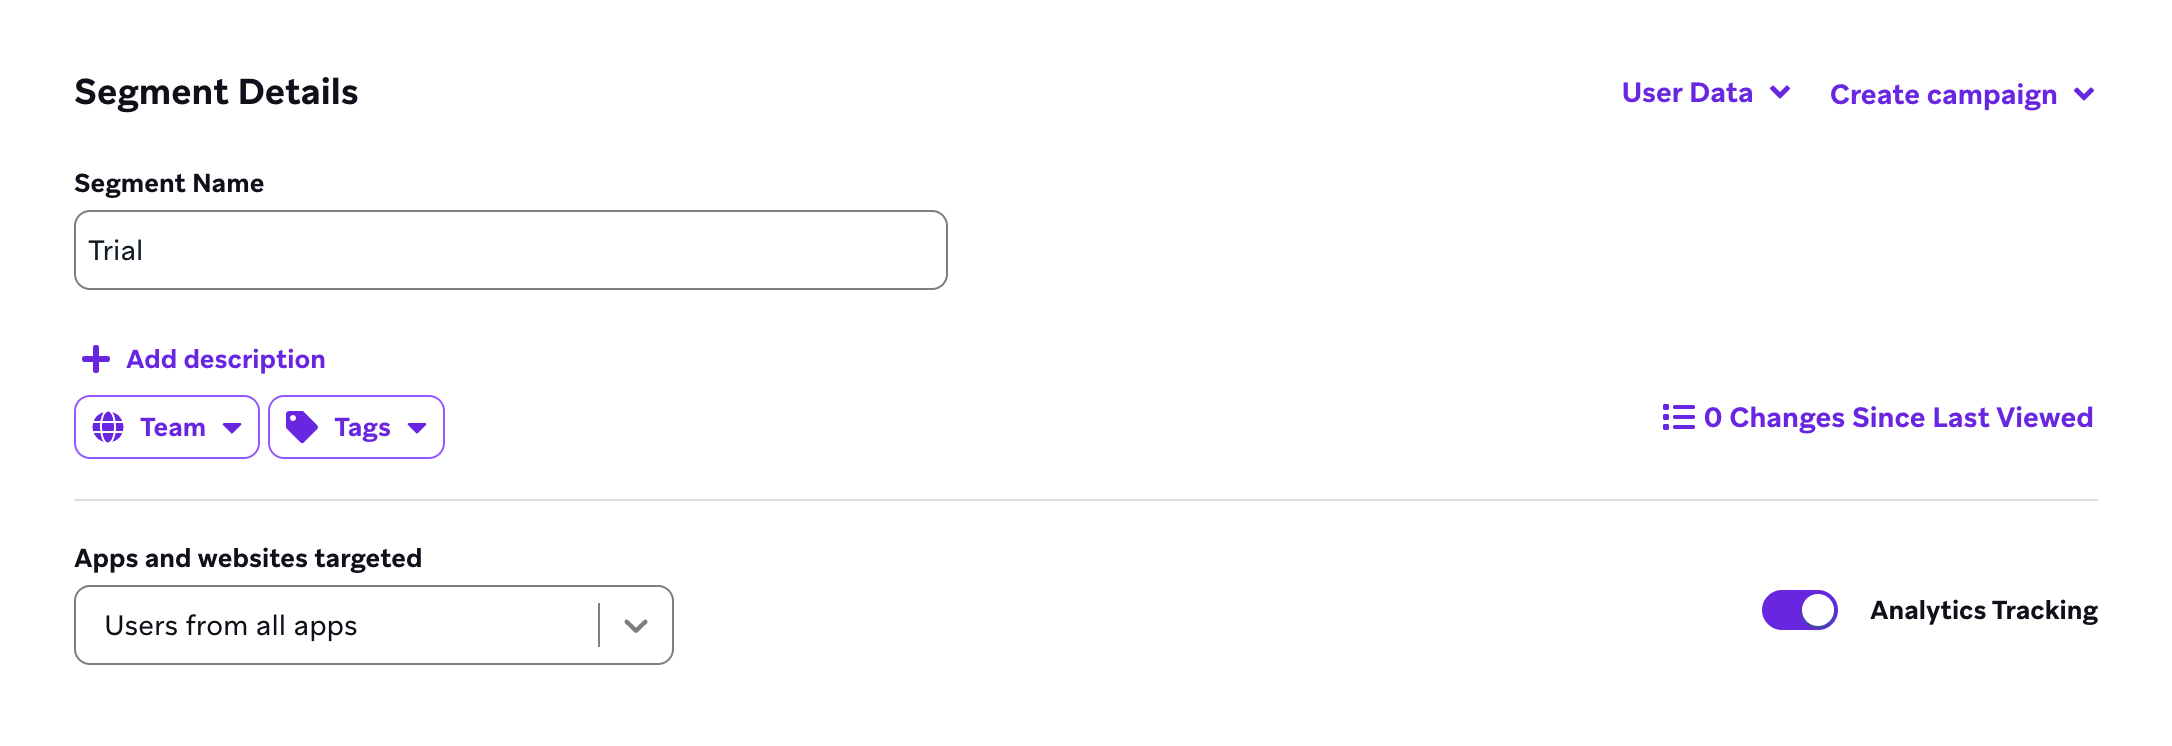 Segment Details
User Data
Create campaign
Segment Name
Trial
Add description
Team
Tags
0 Changes Since Last Viewed
Apps and websites targeted
Users from all apps
Analytics Tracking